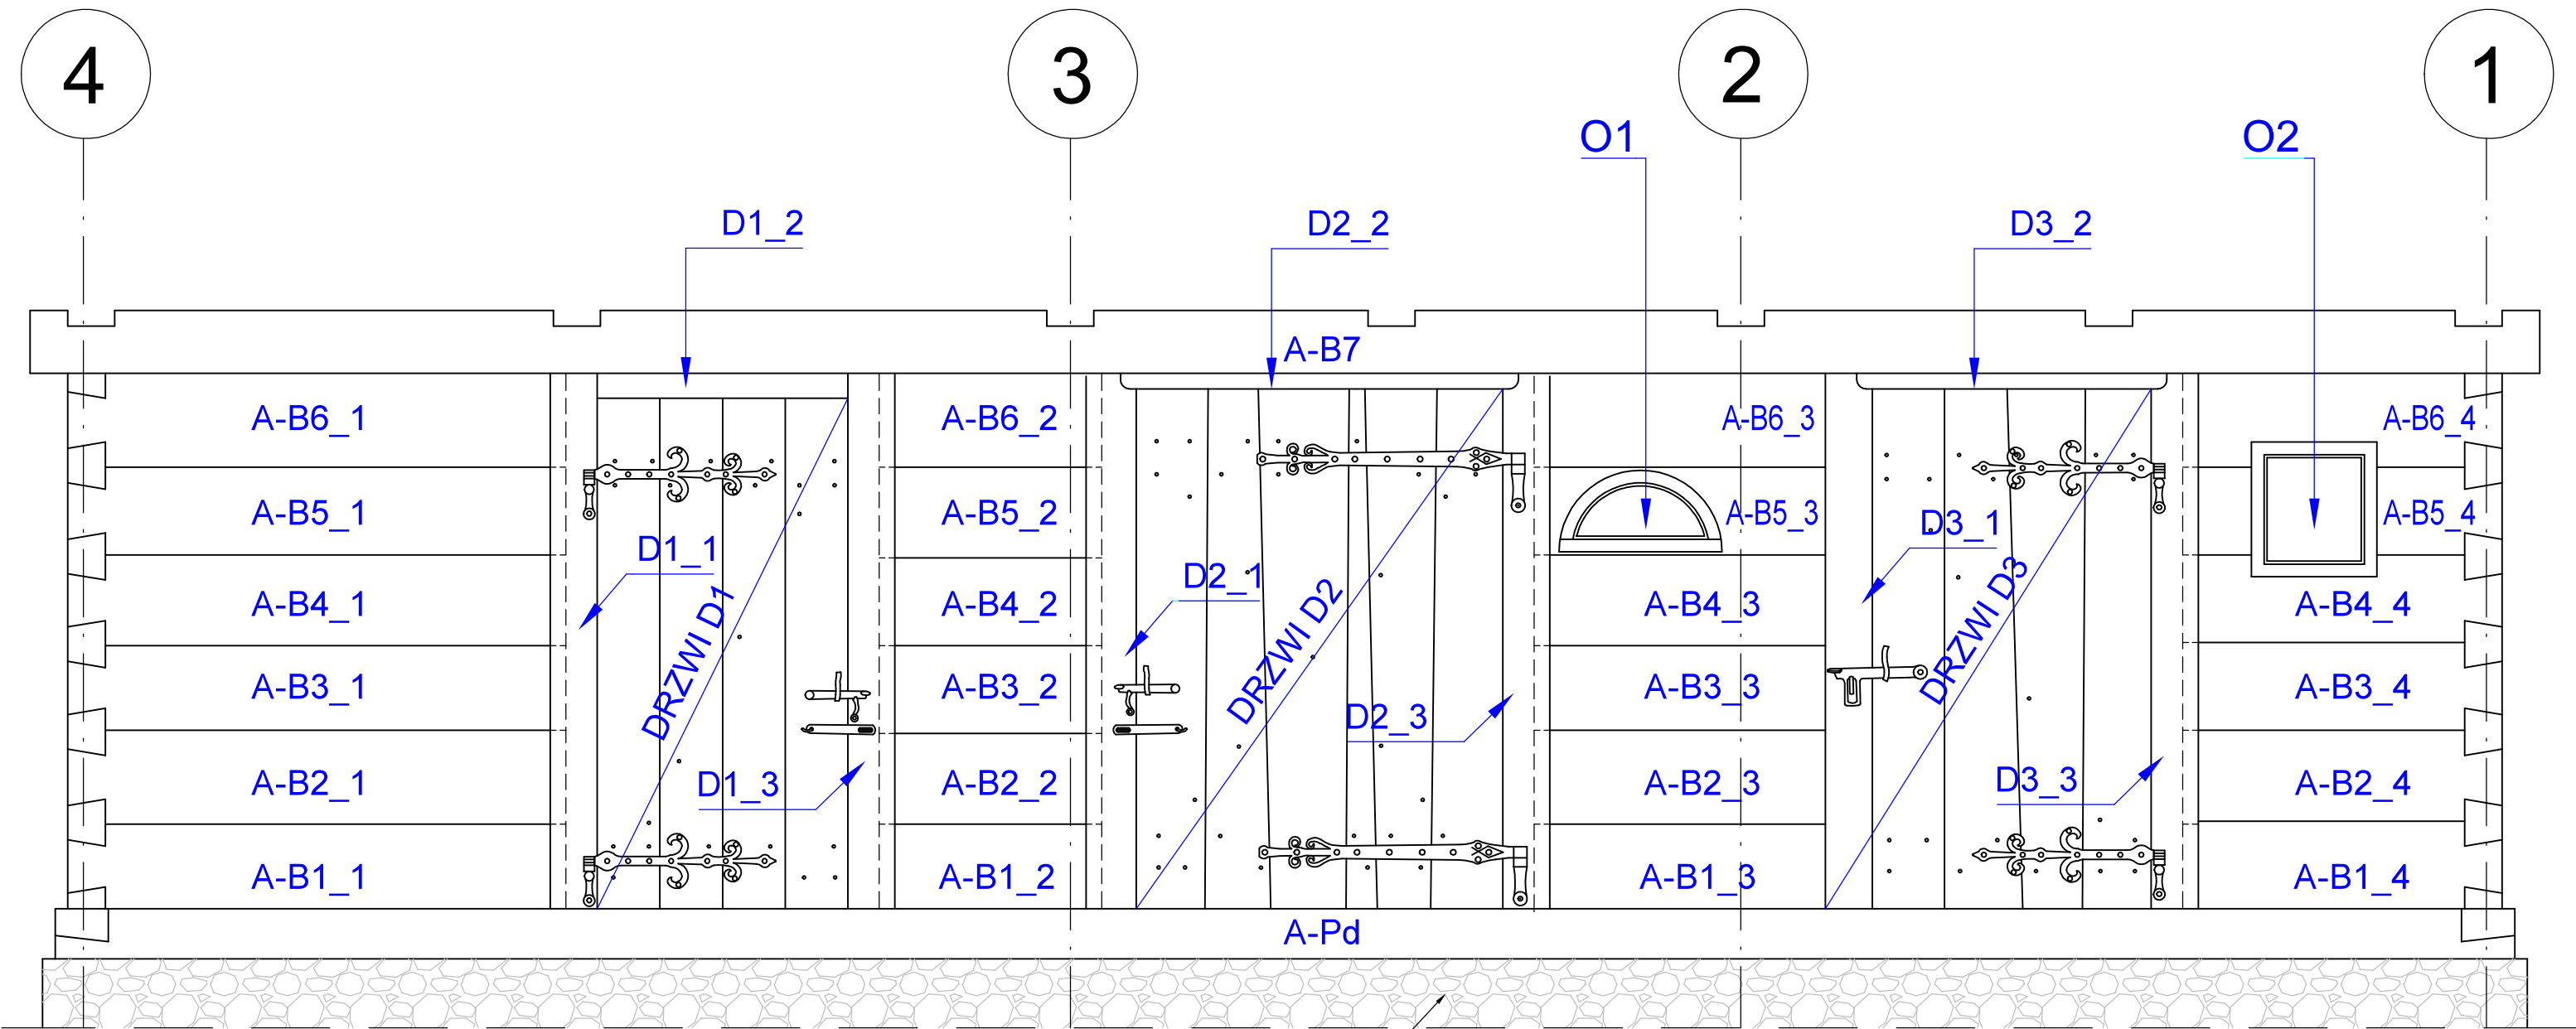 4 3 2 1
O1 O2
D1_2 D2_2 D3_2
A-B7
A-B6_1 A-B6_2 A-B6_3 A-B6_4
A-B5_1 A-B5_2 A-B5_3 A-B5_4
D1_1 D2_1 D3_1
A-B4_1 A-B4_2 A-B4_3 A-B4_4
DRZWI D1 DRZWI D2 DRZWI D3
A-B3_1 A-B3_2 A-B3_3 A-B3_4
D1_3 D2_3 D3_3
A-B2_1 A-B2_2 A-B2_3 A-B2_4
A-B1_1 A-B1_2 A-B1_3 A-B1_4
A-Pd